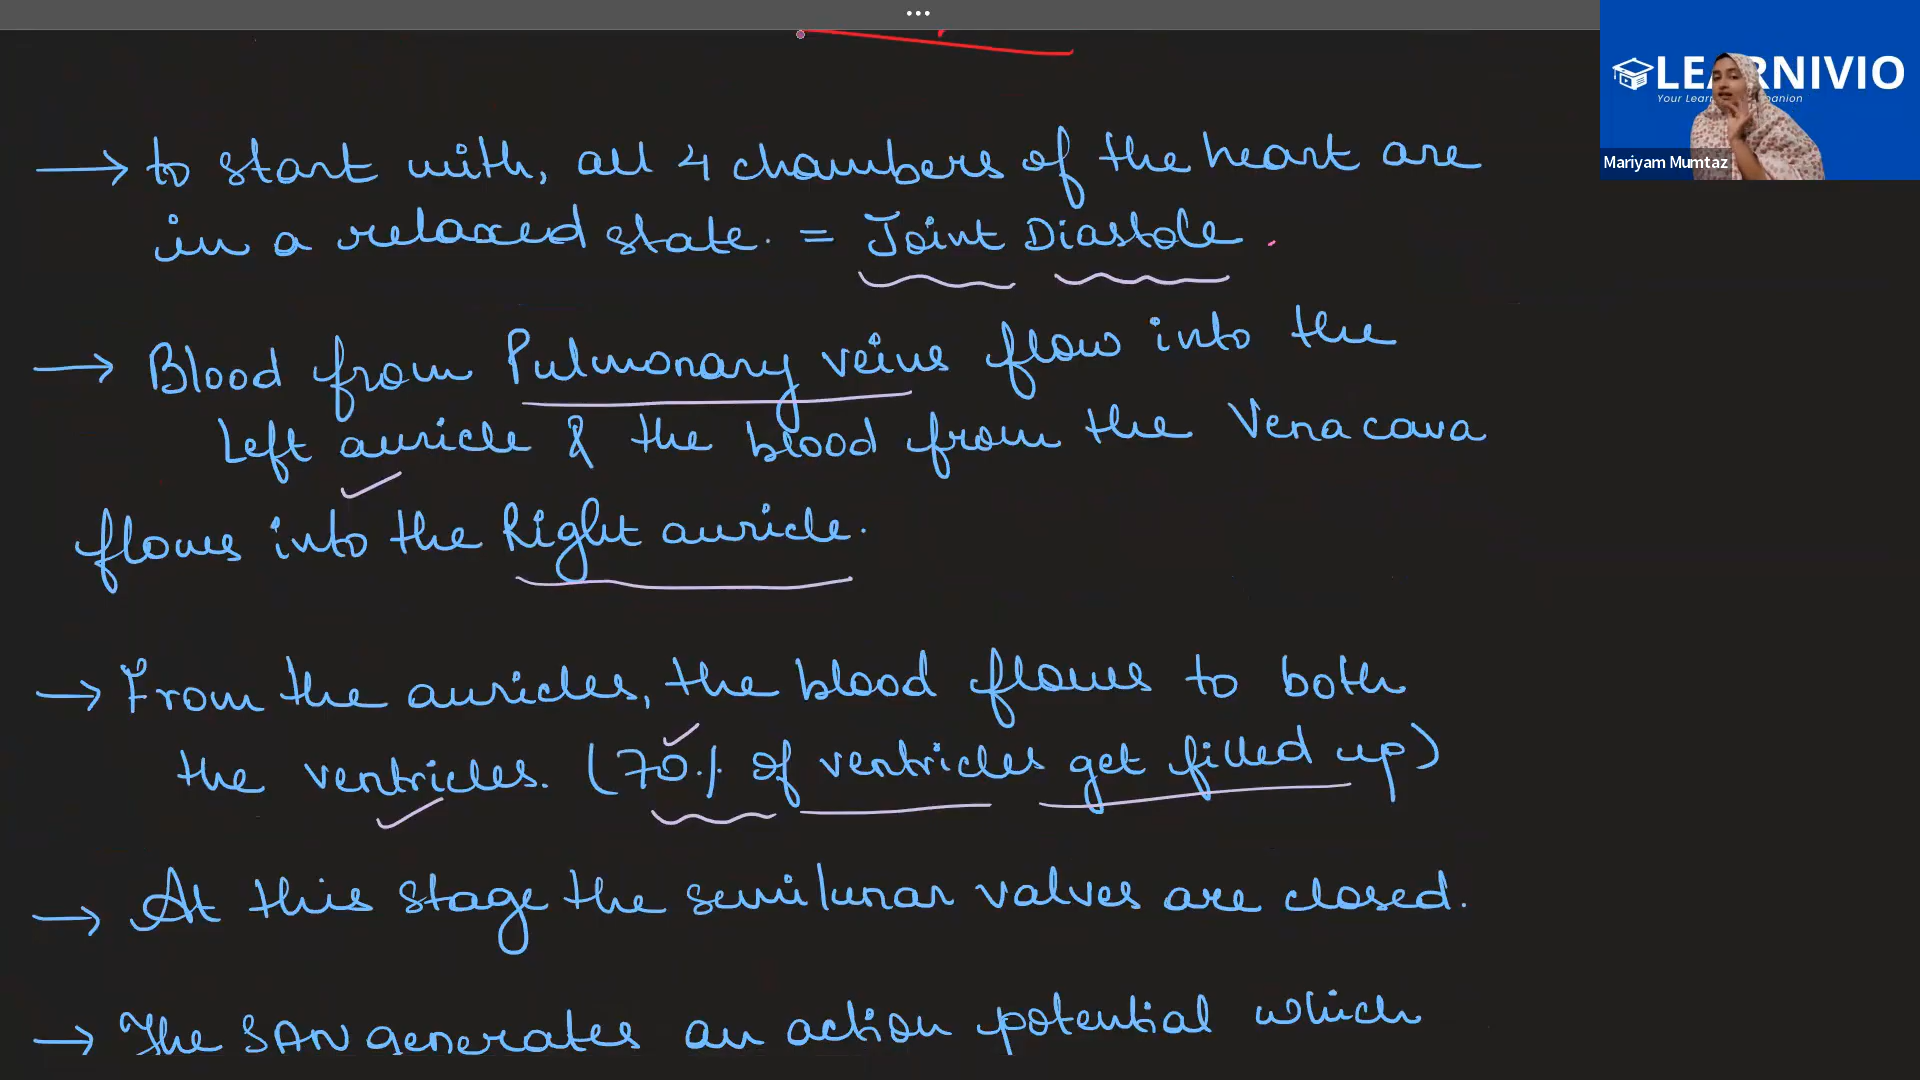 ...
LEARNIVIO
Your Lear anion
Mariyam Mumtaz
→ to start with, all 4 chambers of the heart are
in a relaxed state. = Joint Diastole.
→ Blood from Pulmonary veins flow into the
Left auricle & the blood from the Vena cava
flows into the Right auricle.
→ From the auricles, the blood flows to both
the ventricles. (70% of ventricles get filled up)
→ At this stage the semilunar valves are closed.
→ The SAN generates an action potential which